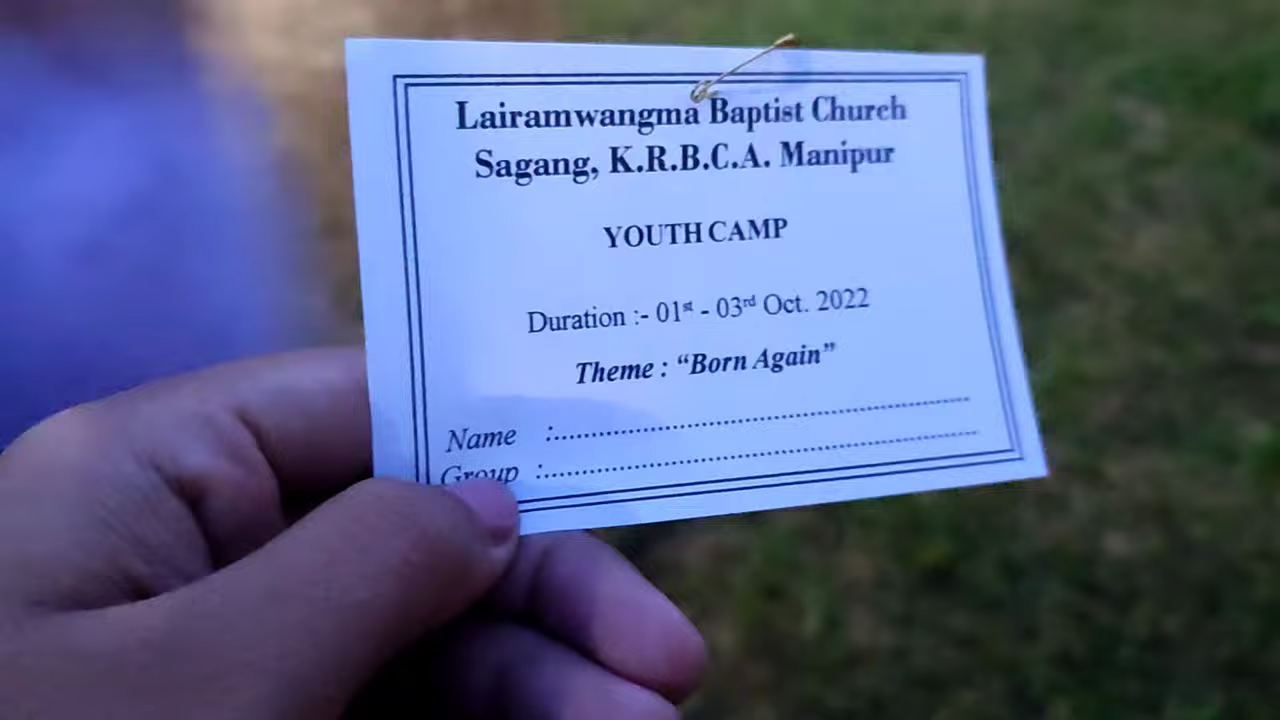 Lairamwangma Baptist Church
Sagang, K.R.B.C.A. Manipur
YOUTH CAMP
Duration :- 01st - 03rd Oct. 2022
Theme : “Born Again”
Name :........................................................................
Group :........................................................................